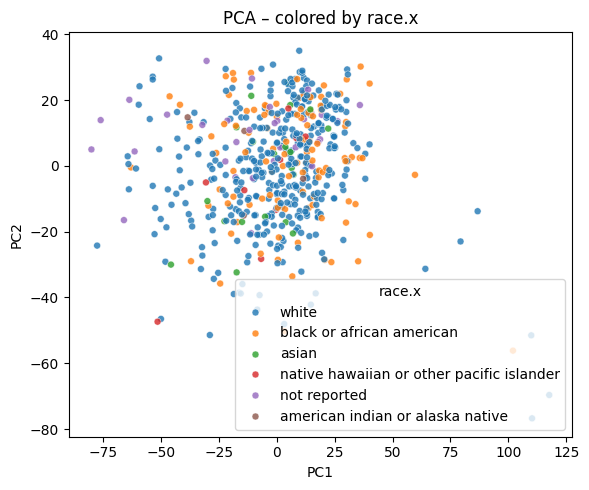 PCA – colored by race.x
40
20
0
−20
−40
−60
−80
PC2
race.x
white
black or african american
asian
native hawaiian or other pacific islander
not reported
american indian or alaska native
−75
−50
−25
0
25
50
75
100
125
PC1